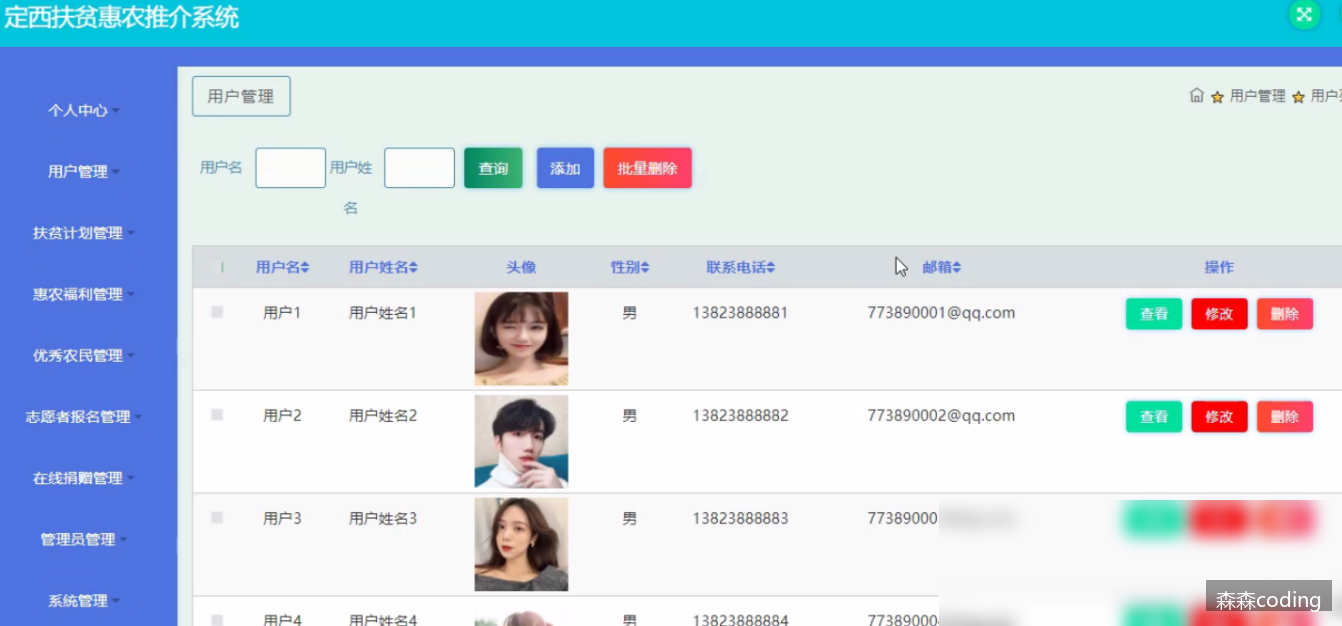 定西扶贫惠农推介系统
个人中心
用户管理
扶贫计划管理
惠农福利管理
优秀农民管理
志愿者报名管理
在线捐赠管理
管理员管理
系统管理
用户管理
用户管理 用户
用户名 用户姓名 查询 添加 批量删除
用户名 用户姓名 头像 性别 联系电话 邮箱 操作
用户1 用户姓名1 男 13823888881 773890001@qq.com 查看 修改 删除
用户2 用户姓名2 男 13823888882 773890002@qq.com 查看 修改 删除
用户3 用户姓名3 男 13823888883 77389000
用户4 用户姓名4 男 13823888884 77389000
森森coding